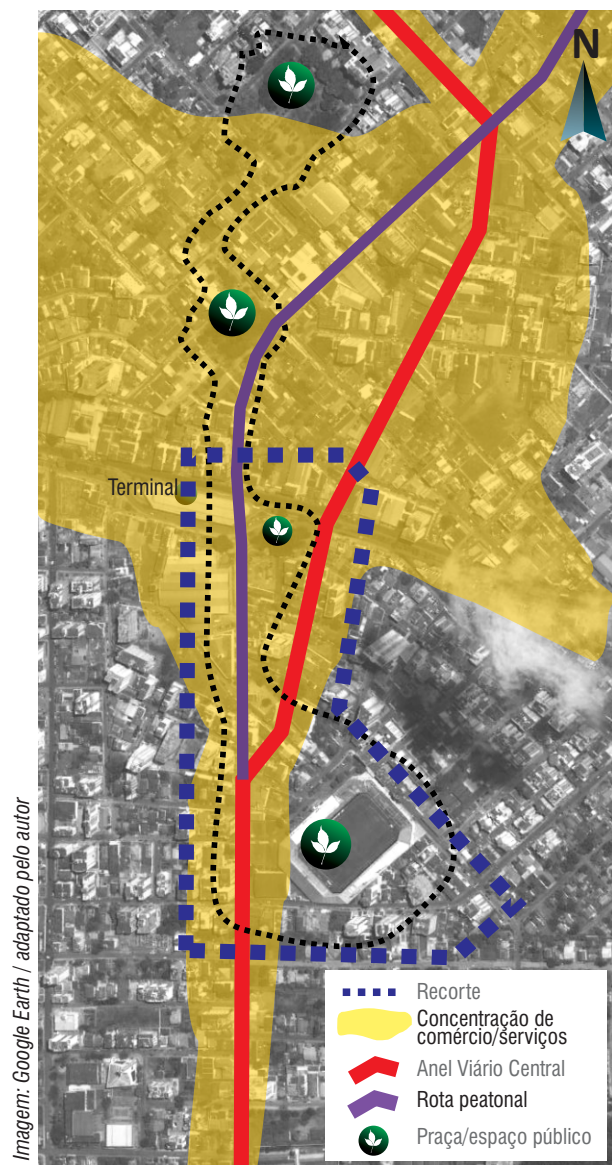 N
Terminal
Imagem: Google Earth / adaptado pelo autor
Recorte
Concentração de
comércio/serviços
Anel Viário Central
Rota peatonal
Praça/espaço público